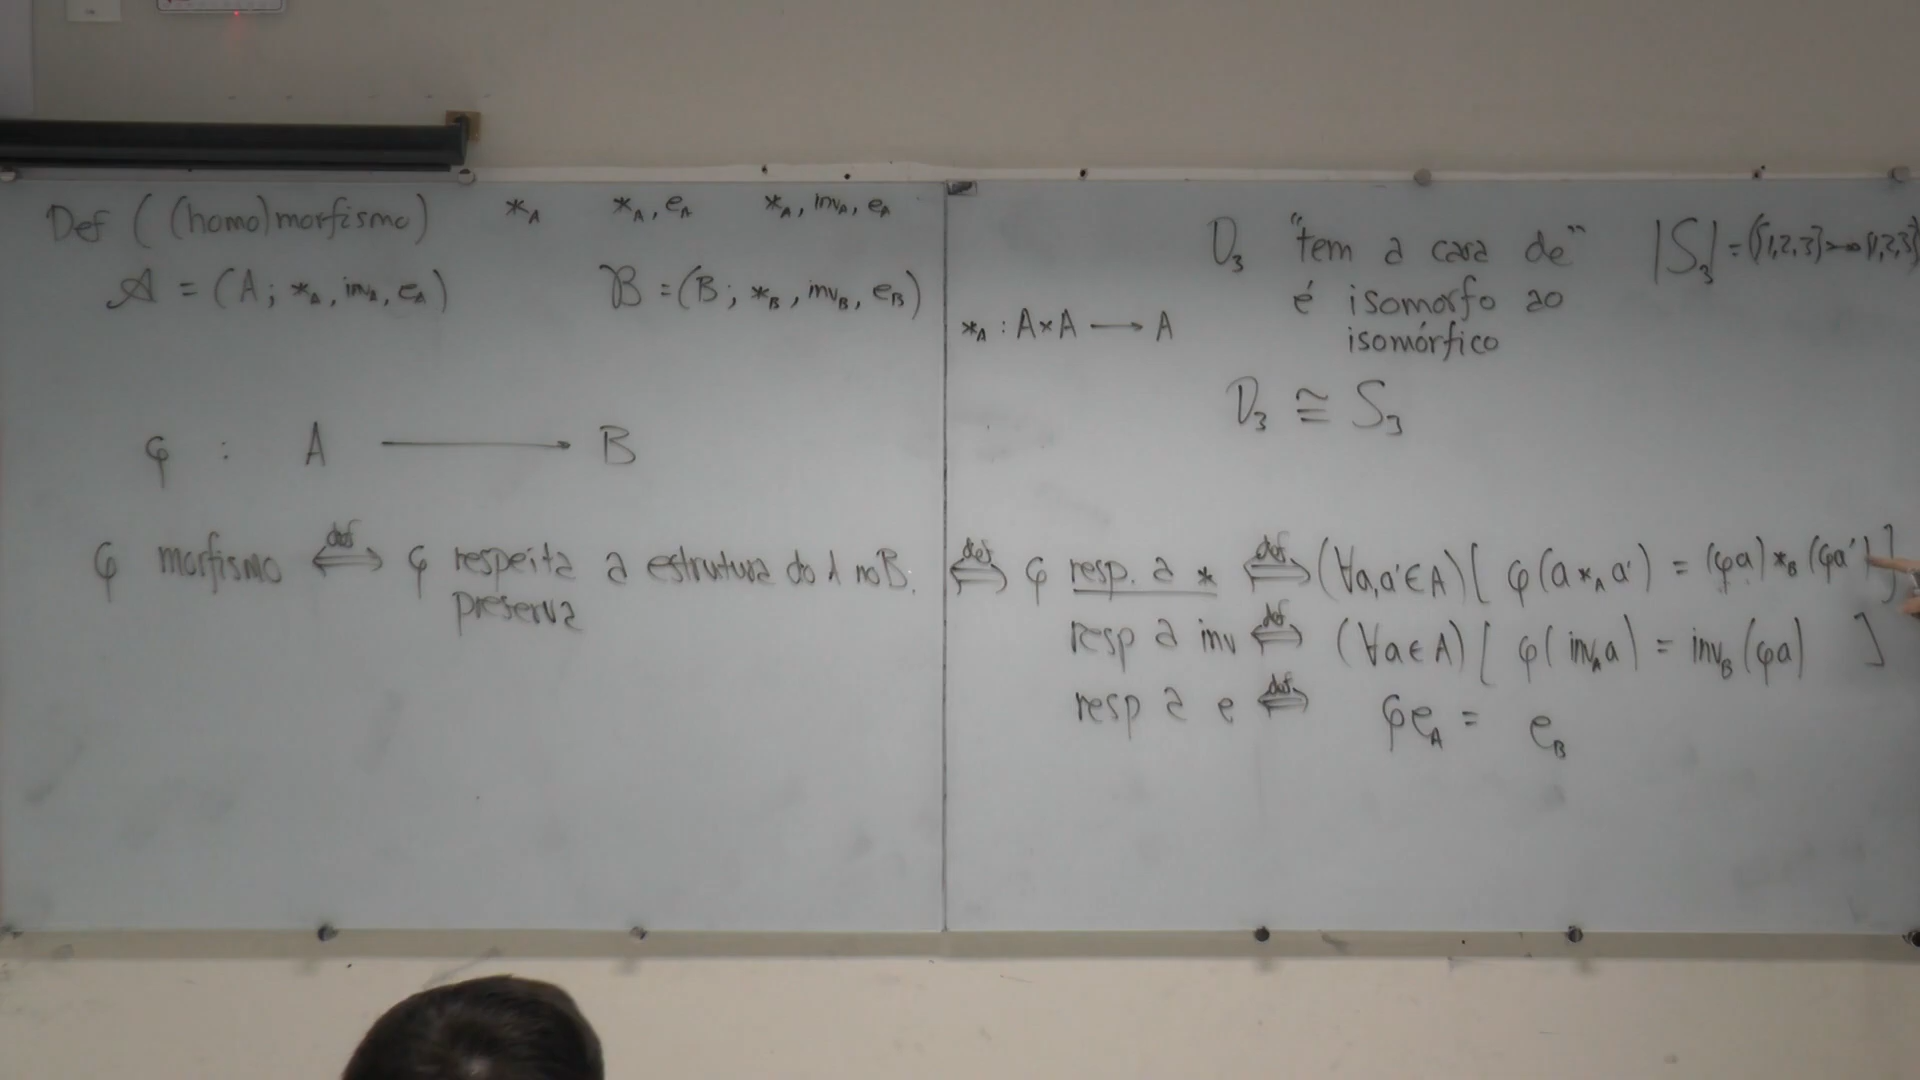 Def ((homo)morfismo) *A *A, eA *A, invA, eA
𝒜 = (A; *A, invA, eA) ℬ = (B; *B, invB, eB)
φ : A ⟶ B
φ morfismo ⟺def φ respeita a estrutura do A no B.
preserva
D₃ "tem a cara de" |S₃| = ({1,2,3}↣↠{1,2,3})
é isomorfo ao
*A : A×A ⟶ A
isomórfico
D₃ ≅ S₃
⟺def φ resp. a * ⟺def (∀a,a'∈A)[ φ(a *A a') = (φa) *B (φa') ]
resp a inv ⟺def (∀a∈A)[ φ(invA a) = invB (φa) ]
resp a e ⟺def φeA = eB